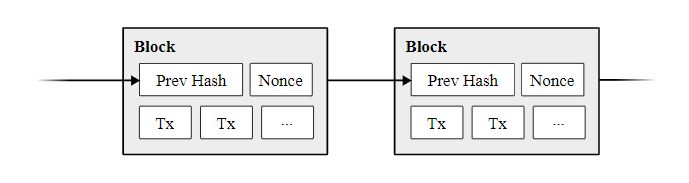 Block
Prev Hash Nonce
Tx Tx ...
Block
Prev Hash Nonce
Tx Tx ...